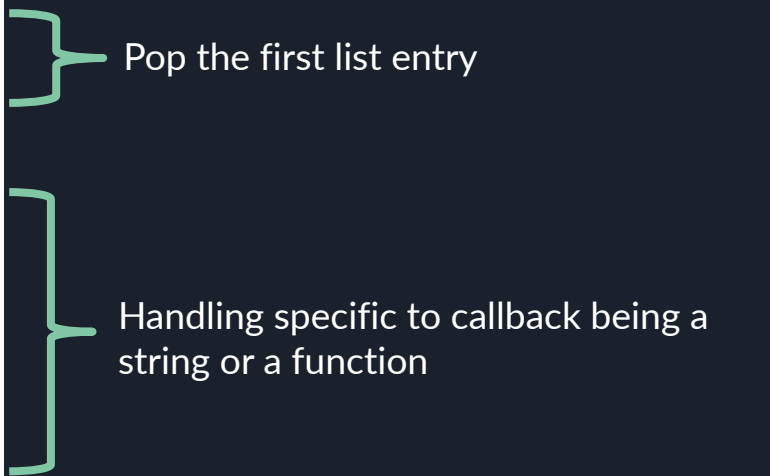 Pop the first list entry
Handling specific to callback being a
string or a function